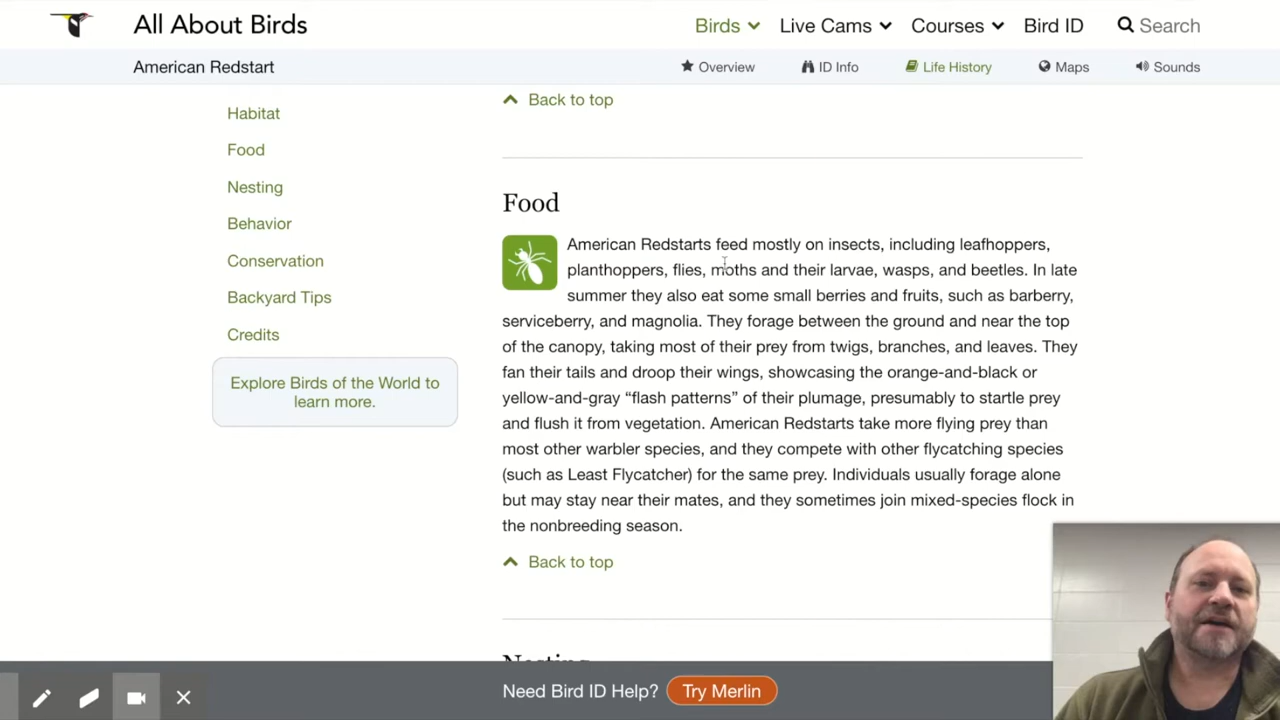 All About Birds
Birds
Live Cams
Courses
Bird ID
Search
American Redstart
Overview
ID Info
Life History
Maps
Sounds
Habitat
Food
Nesting
Behavior
Conservation
Backyard Tips
Credits
Explore Birds of the World to
learn more.
Back to top
Food
American Redstarts feed mostly on insects, including leafhoppers,
planthoppers, flies, moths and their larvae, wasps, and beetles. In late
summer they also eat some small berries and fruits, such as barberry,
serviceberry, and magnolia. They forage between the ground and near the top
of the canopy, taking most of their prey from twigs, branches, and leaves. They
fan their tails and droop their wings, showcasing the orange-and-black or
yellow-and-gray “flash patterns” of their plumage, presumably to startle prey
and flush it from vegetation. American Redstarts take more flying prey than
most other warbler species, and they compete with other flycatching species
(such as Least Flycatcher) for the same prey. Individuals usually forage alone
but may stay near their mates, and they sometimes join mixed-species flock in
the nonbreeding season.
Back to top
Nesting
Need Bird ID Help?
Try Merlin